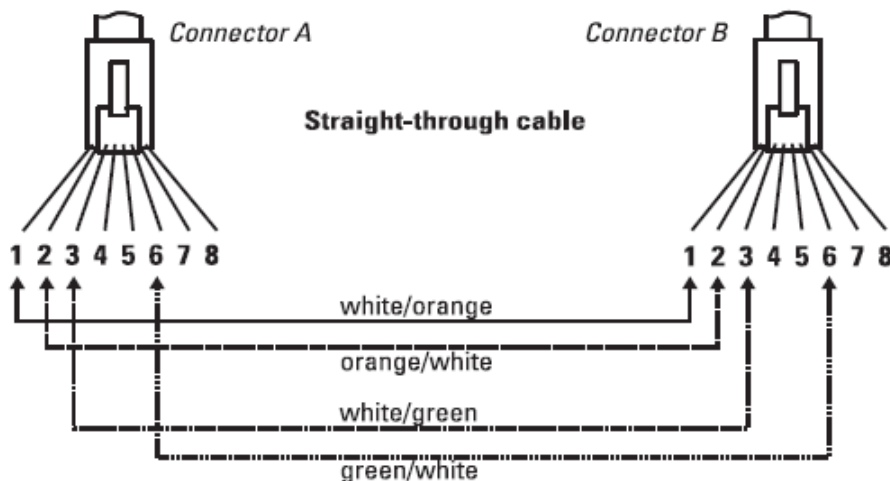 Connector A
Connector B
Straight-through cable
1 2 3 4 5 6 7 8
1 2 3 4 5 6 7 8
white/orange
orange/white
white/green
green/white